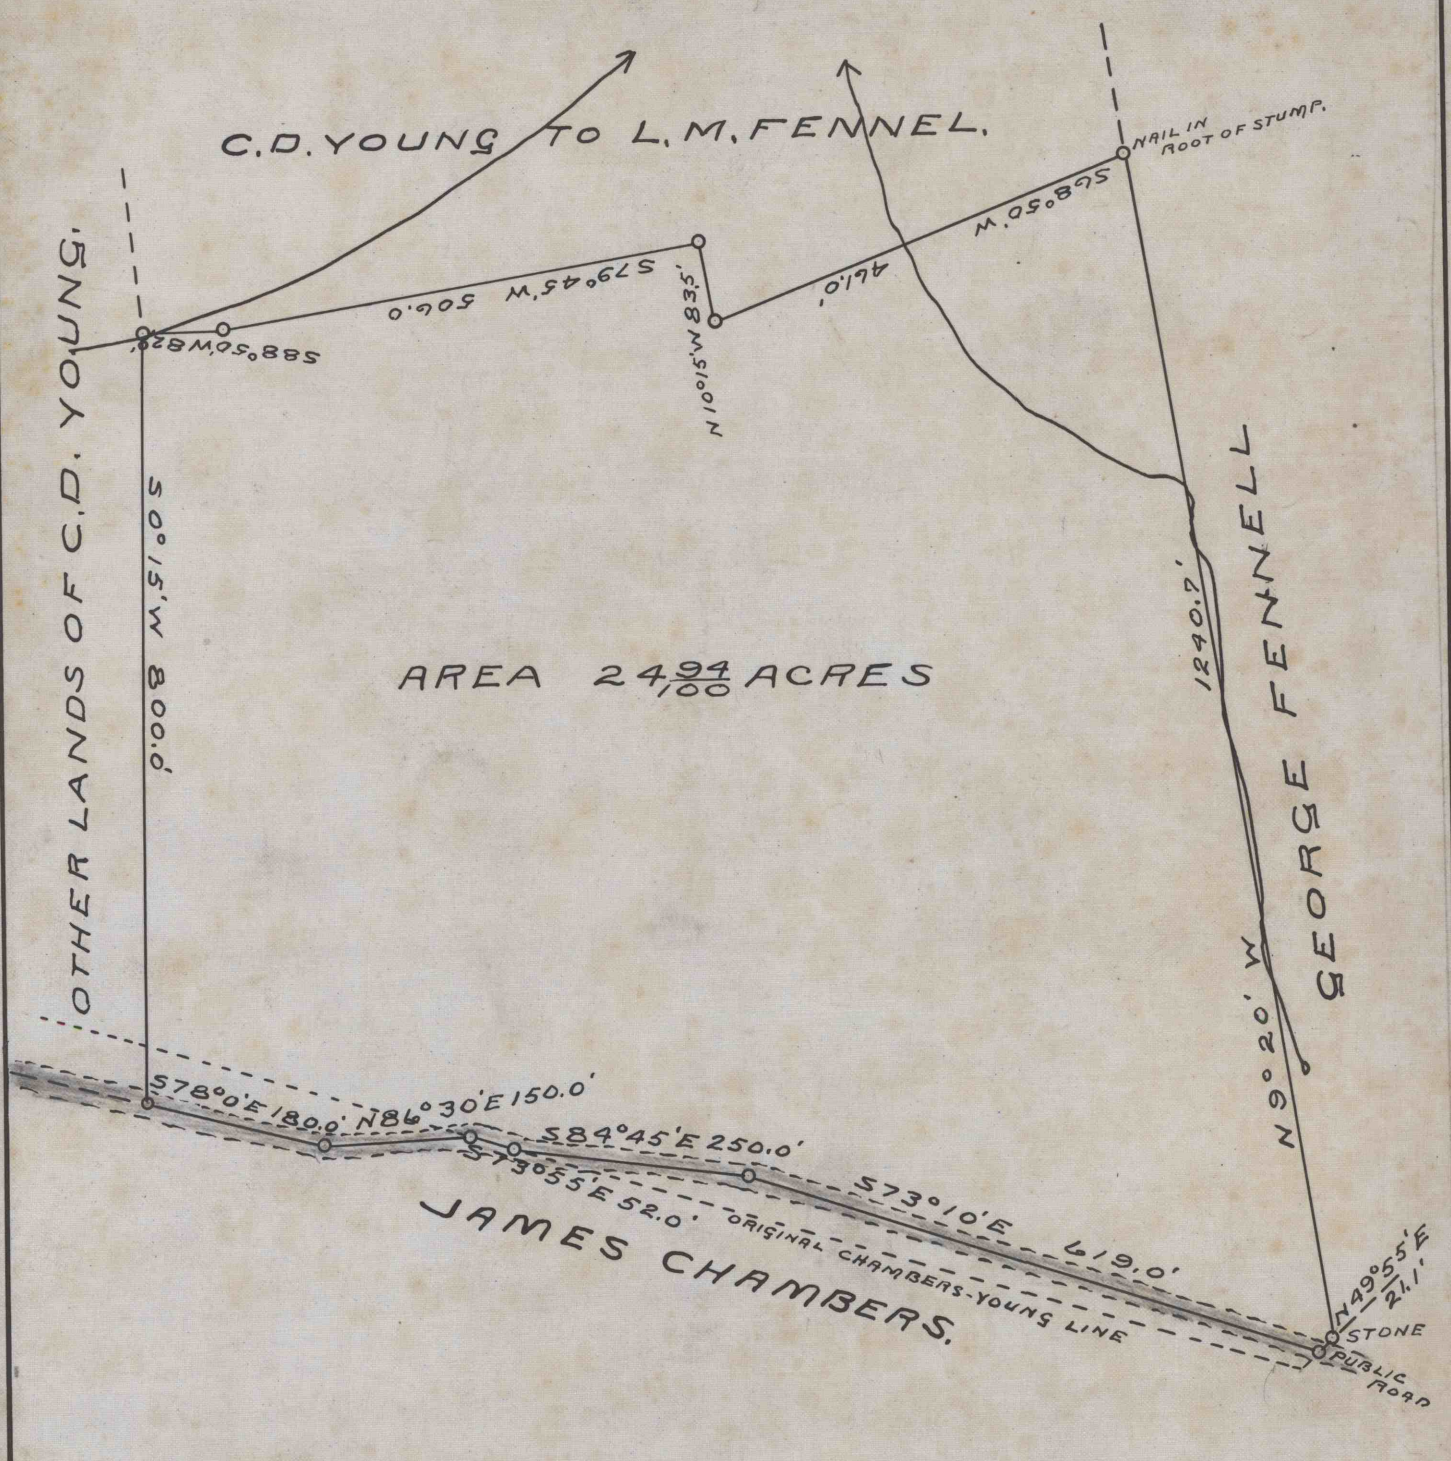 C.D. YOUNG TO L.M. FENNEL.
NAIL IN
ROOT OF STUMP.
S68°50'W
461.0'
S79°45'W 506.0
N10°15'W 83.5'
S88°50'W 82.0'
OTHER LANDS OF C.D. YOUNG.
S0°15'W 800.0'
AREA 24 94/100 ACRES
1240.7'
N9°20'W
GEORGE FENNELL
S78°0'E 180.0'
N86°30'E 150.0'
S73°55'E 52.0'
S84°45'E 250.0'
S73°10'E 619.0'
ORIGINAL CHAMBERS-YOUNG LINE
JAMES CHAMBERS.
N49°55'E
21.1'
STONE
PUBLIC
ROAD